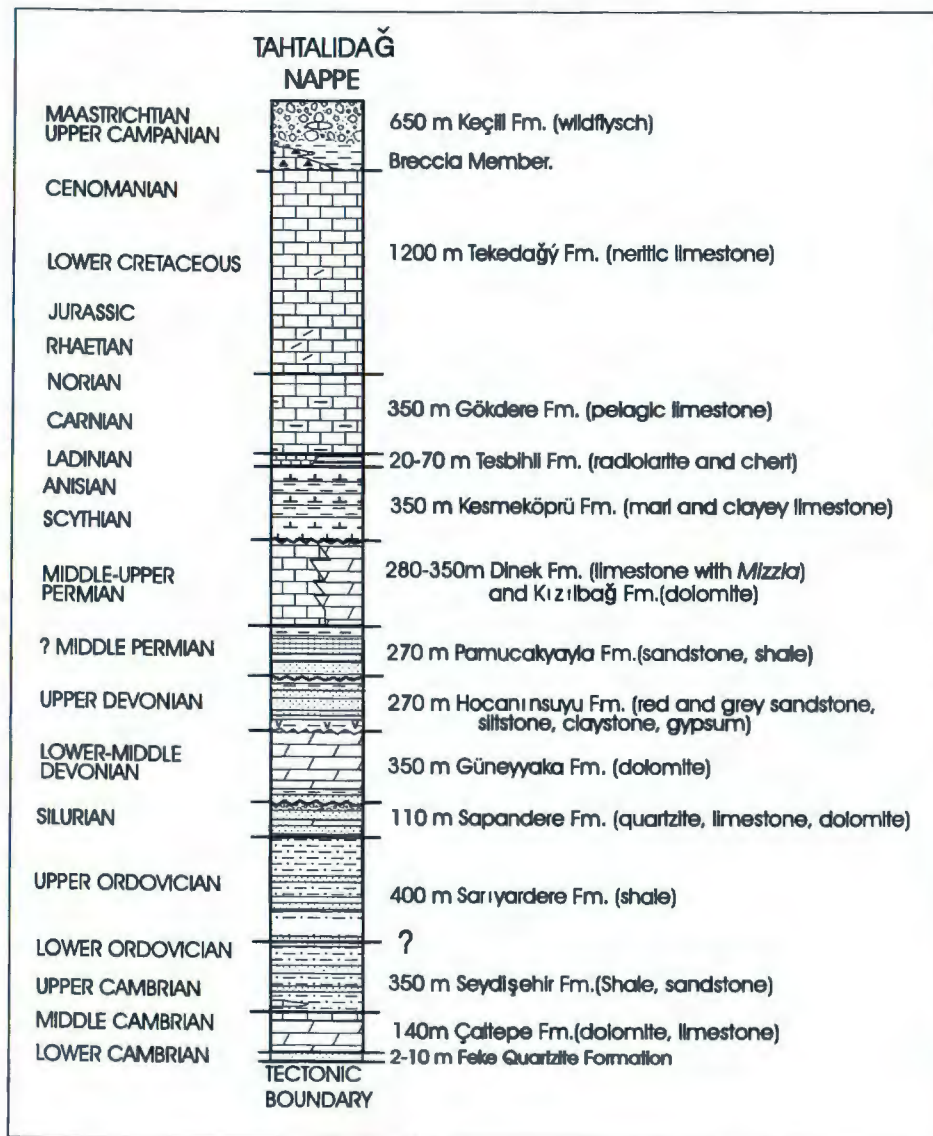 TAHTALIDAĞ
NAPPE
MAASTRICHTIAN
UPPER CAMPANIAN
650 m Keçili Fm. (wildflysch)
Breccia Member.
CENOMANIAN
LOWER CRETACEOUS
1200 m Tekedağý Fm. (neritic limestone)
JURASSIC
RHAETIAN
NORIAN
CARNIAN
350 m Gökdere Fm. (pelagic limestone)
LADINIAN
20-70 m Tesbihli Fm. (radiolarite and chert)
ANISIAN
SCYTHIAN
350 m Kesmeköprü Fm. (marl and clayey limestone)
MIDDLE-UPPER
PERMIAN
280-350m Dinek Fm. (limestone with Mizzia)
and Kızılbağ Fm.(dolomite)
? MIDDLE PERMIAN
270 m Pamucakyayla Fm.(sandstone, shale)
UPPER DEVONIAN
270 m Hocanınsuyu Fm. (red and grey sandstone,
siltstone, claystone, gypsum)
LOWER-MIDDLE
DEVONIAN
350 m Güneyyaka Fm. (dolomite)
SILURIAN
110 m Sapandere Fm. (quartzite, limestone, dolomite)
UPPER ORDOVICIAN
400 m Sarıyardere Fm. (shale)
LOWER ORDOVICIAN
?
UPPER CAMBRIAN
350 m Seydişehir Fm.(Shale, sandstone)
MIDDLE CAMBRIAN
140m Çaltepe Fm.(dolomite, limestone)
LOWER CAMBRIAN
2-10 m Feke Quartzite Formation
TECTONIC
BOUNDARY